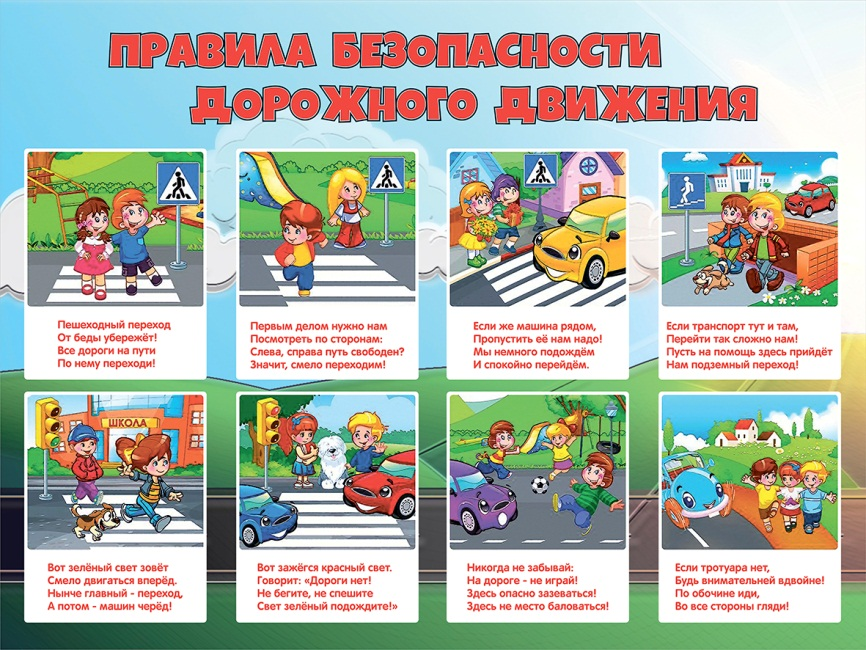 ПРАВИЛА БЕЗОПАСНОСТИ
ДОРОЖНОГО ДВИЖЕНИЯ
Пешеходный переход
От беды убережёт!
Все дороги на пути
По нему переходи!
Первым делом нужно нам
Посмотреть по сторонам:
Слева, справа путь свободен?
Значит, смело переходим!
Если же машина рядом,
Пропустить её нам надо!
Мы немного подождём
И спокойно перейдём.
Если транспорт тут и там,
Перейти так сложно нам!
Пусть на помощь здесь прийдёт
Нам подземный переход!
ШКОЛА
Вот зелёный свет зовёт
Смело двигаться вперёд.
Нынче главный - переход,
А потом - машин черёд!
Вот зажёгся красный свет.
Говорит: «Дороги нет!
Не бегите, не спешите
Свет зелёный подождите!»
Никогда не забывай:
На дороге - не играй!
Здесь опасно зазеваться!
Здесь не место баловаться!
Если тротуара нет,
Будь внимательней вдвойне!
По обочине иди,
Во все стороны гляди!